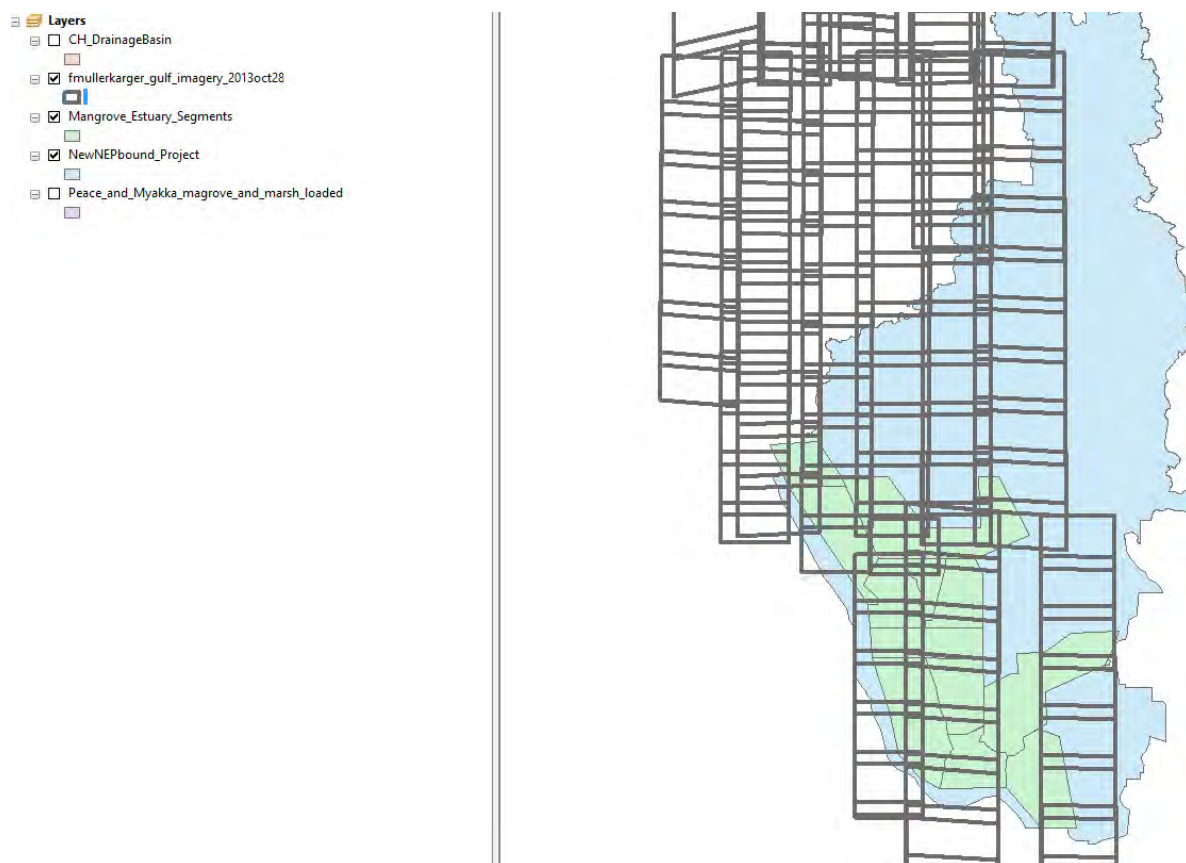 Layers
CH_DrainageBasin
fmullerkarger_gulf_imagery_2013oct28
Mangrove_Estuary_Segments
NewNEPbound_Project
Peace_and_Myakka_magrove_and_marsh_loaded